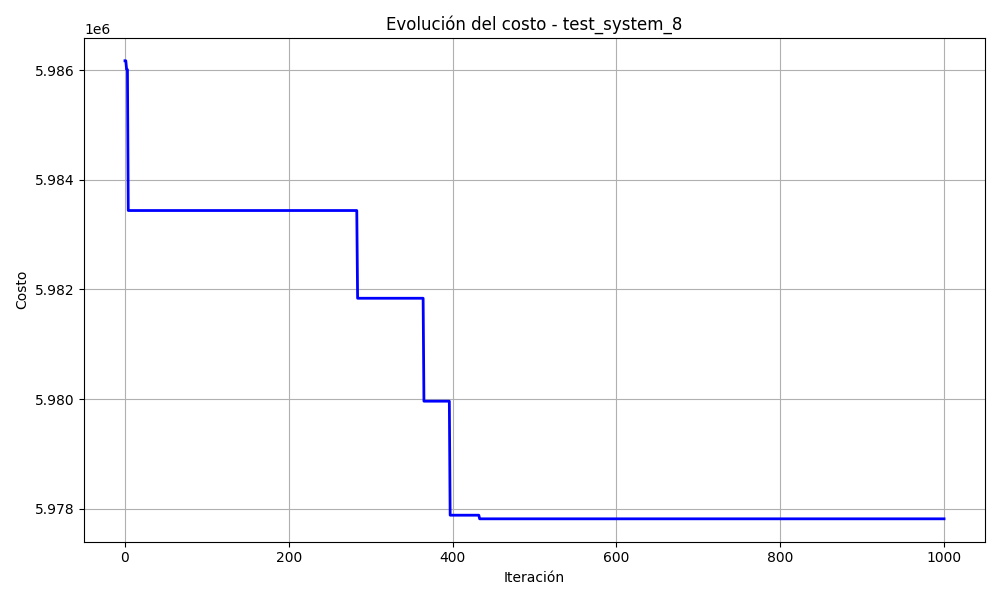 Evolución del costo - test_system_8
1e6
5.986
5.984
5.982
5.980
5.978
Costo
0 200 400 600 800 1000
Iteración